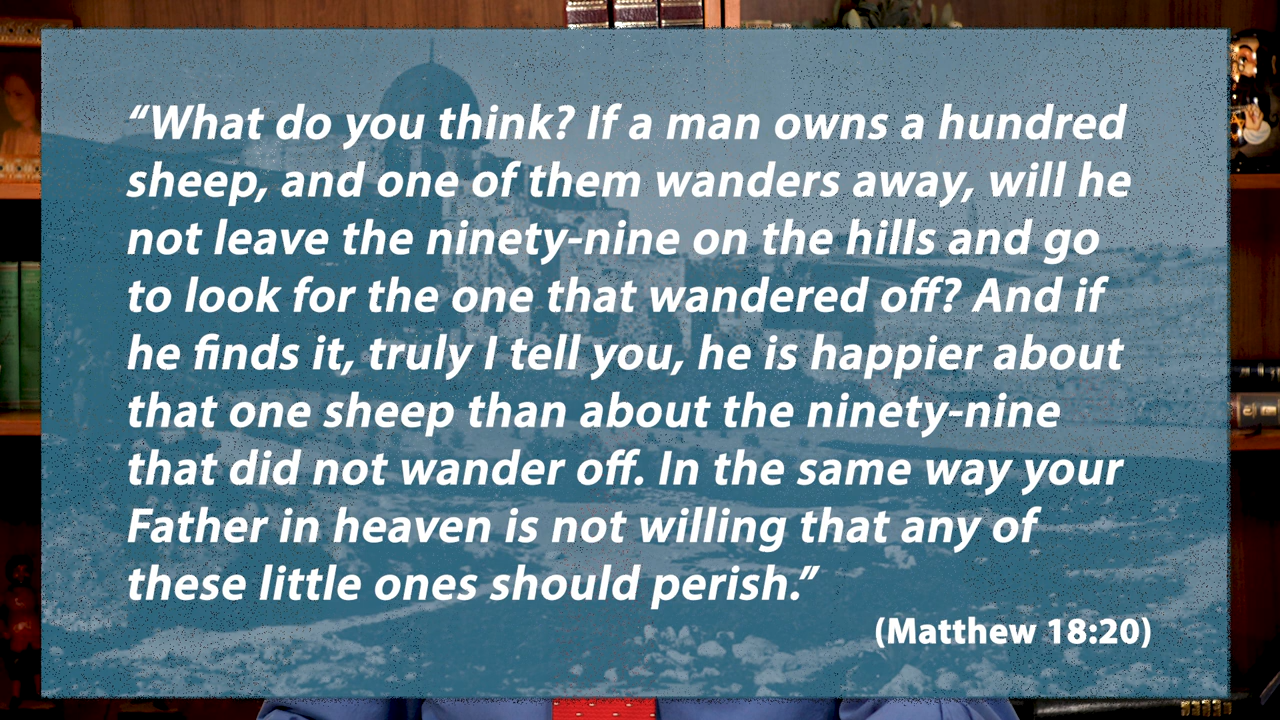 “What do you think? If a man owns a hundred
sheep, and one of them wanders away, will he
not leave the ninety-nine on the hills and go
to look for the one that wandered off? And if
he finds it, truly I tell you, he is happier about
that one sheep than about the ninety-nine
that did not wander off. In the same way your
Father in heaven is not willing that any of
these little ones should perish.”
(Matthew 18:20)